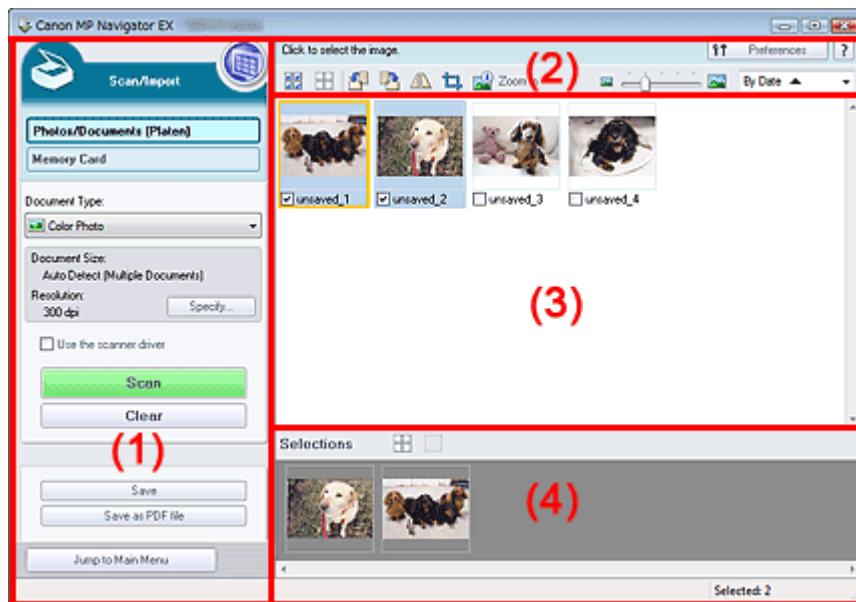 Canon MP Navigator EX
Scan/Import
Photos/Documents (Platen)
Memory Card
Document Type:
Color Photo
Document Size:
Auto Detect (Multiple Documents)
Resolution:
300 dpi
Specify...
Use the scanner driver
Scan
Clear
(1)
Save
Save as PDF file
Jump to Main Menu
Click to select the image.
Preferences
?
(2)
Zoom
By Date
unsaved_1
unsaved_2
unsaved_3
unsaved_4
(3)
Selections
(4)
Selected: 2